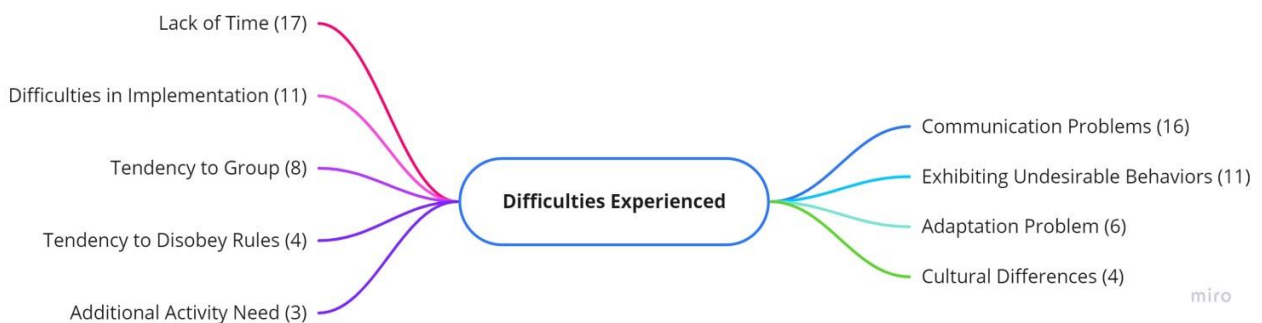 Lack of Time (17)
Difficulties in Implementation (11)
Tendency to Group (8)
Tendency to Disobey Rules (4)
Additional Activity Need (3)
Difficulties Experienced
Communication Problems (16)
Exhibiting Undesirable Behaviors (11)
Adaptation Problem (6)
Cultural Differences (4)
miro